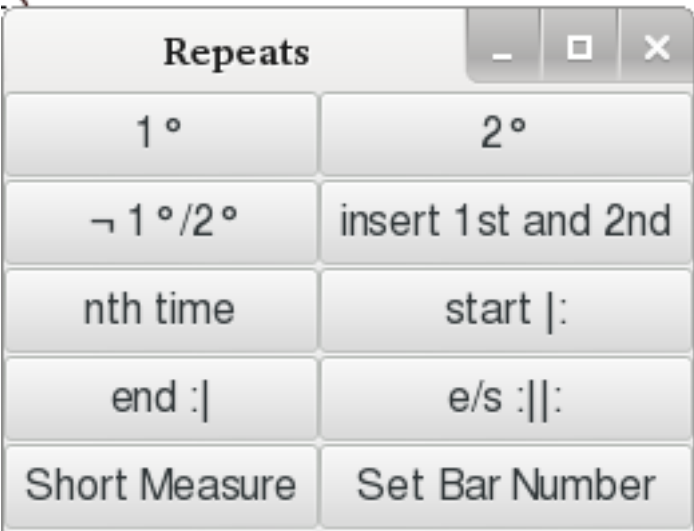 Repeats
1° 2°
¬ 1°/2° insert 1st and 2nd
nth time start |:
end :| e/s :||:
Short Measure Set Bar Number